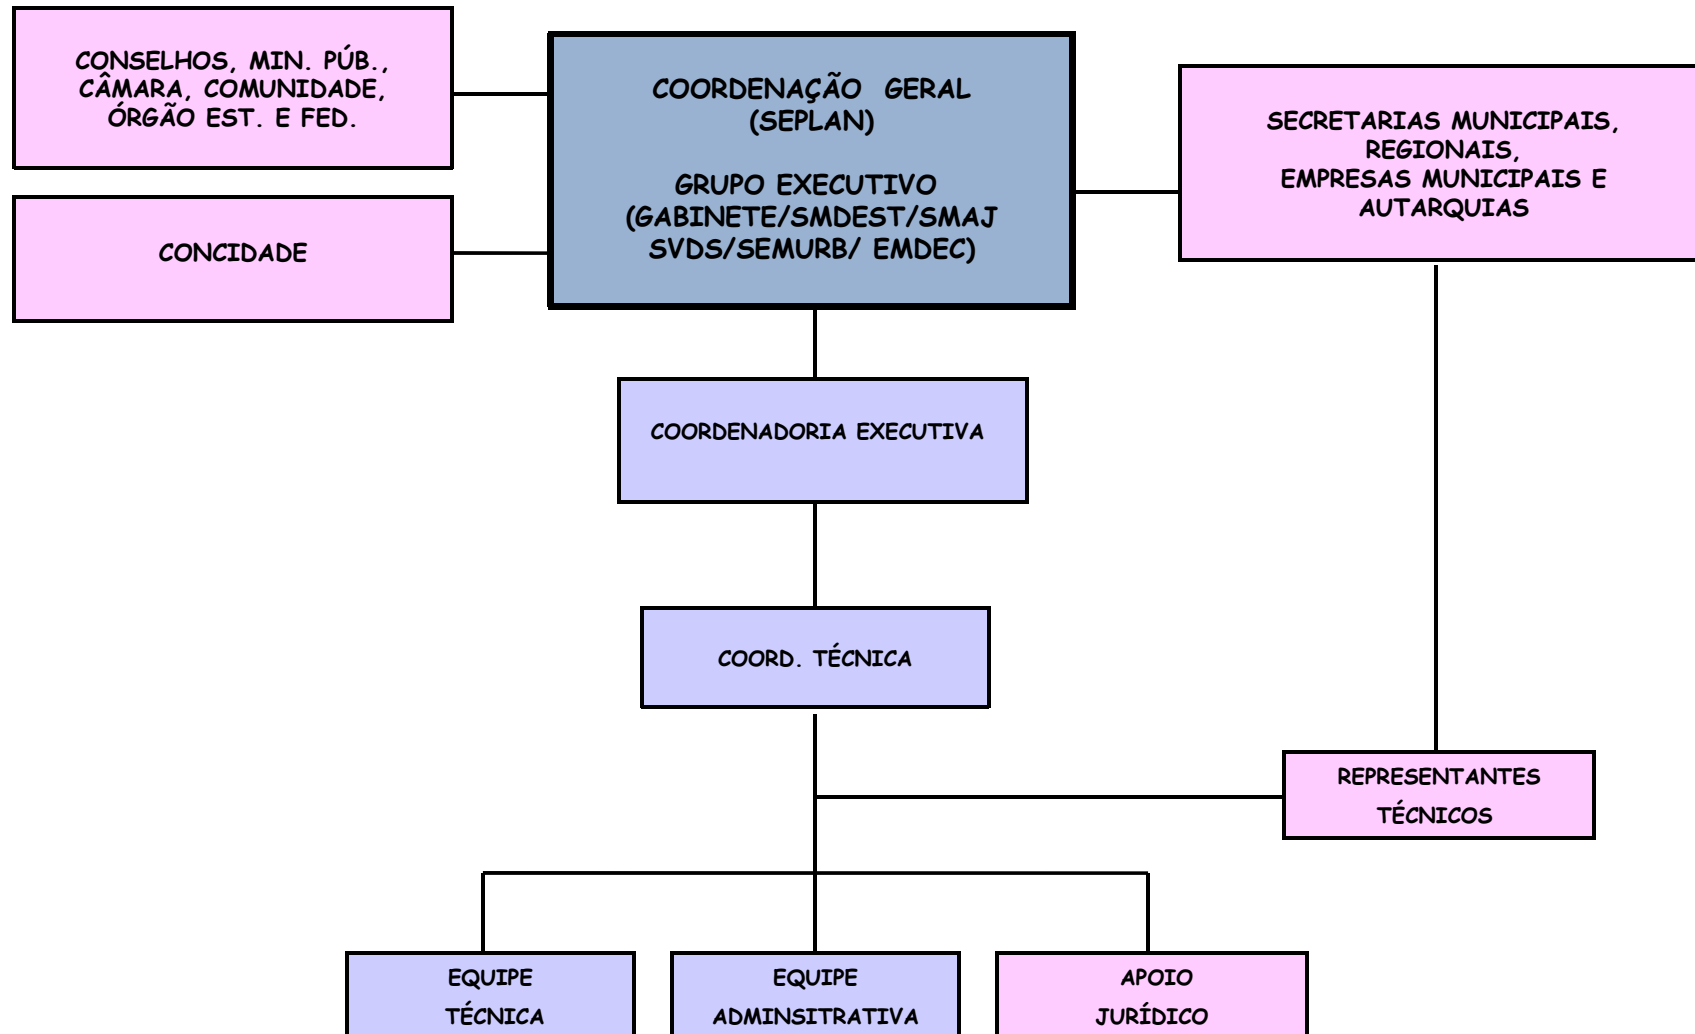 CONSELHOS, MIN. PÚB.,
CÂMARA, COMUNIDADE,
ÓRGÃO EST. E FED.
CONCIDADE
COORDENAÇÃO GERAL
(SEPLAN)
GRUPO EXECUTIVO
(GABINETE/SMDEST/SMAJ
SVDS/SEMURB/ EMDEC)
SECRETARIAS MUNICIPAIS,
REGIONAIS,
EMPRESAS MUNICIPAIS E
AUTARQUIAS
COORDENADORIA EXECUTIVA
COORD. TÉCNICA
REPRESENTANTES
TÉCNICOS
EQUIPE
TÉCNICA
EQUIPE
ADMINSITRATIVA
APOIO
JURÍDICO